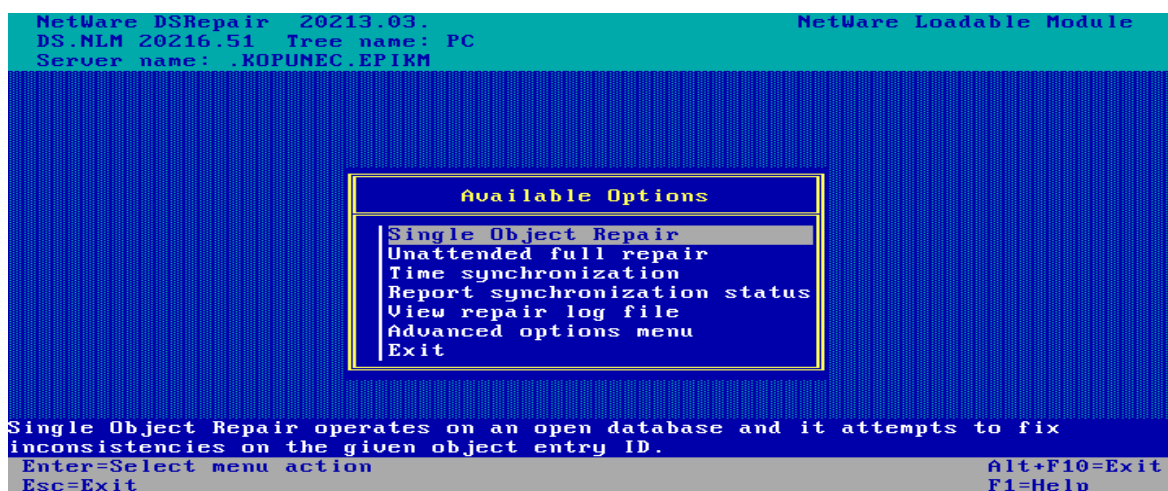 NetWare DSRepair 20213.03. NetWare Loadable Module
DS.NLM 20216.51 Tree name: PC
Server name: .KOPUNEC.EPIKM
Available Options
Single Object Repair
Unattended full repair
Time synchronization
Report synchronization status
View repair log file
Advanced options menu
Exit
Single Object Repair operates on an open database and it attempts to fix
inconsistencies on the given object entry ID.
Enter=Select menu action Alt+F10=Exit
Esc=Exit F1=Help